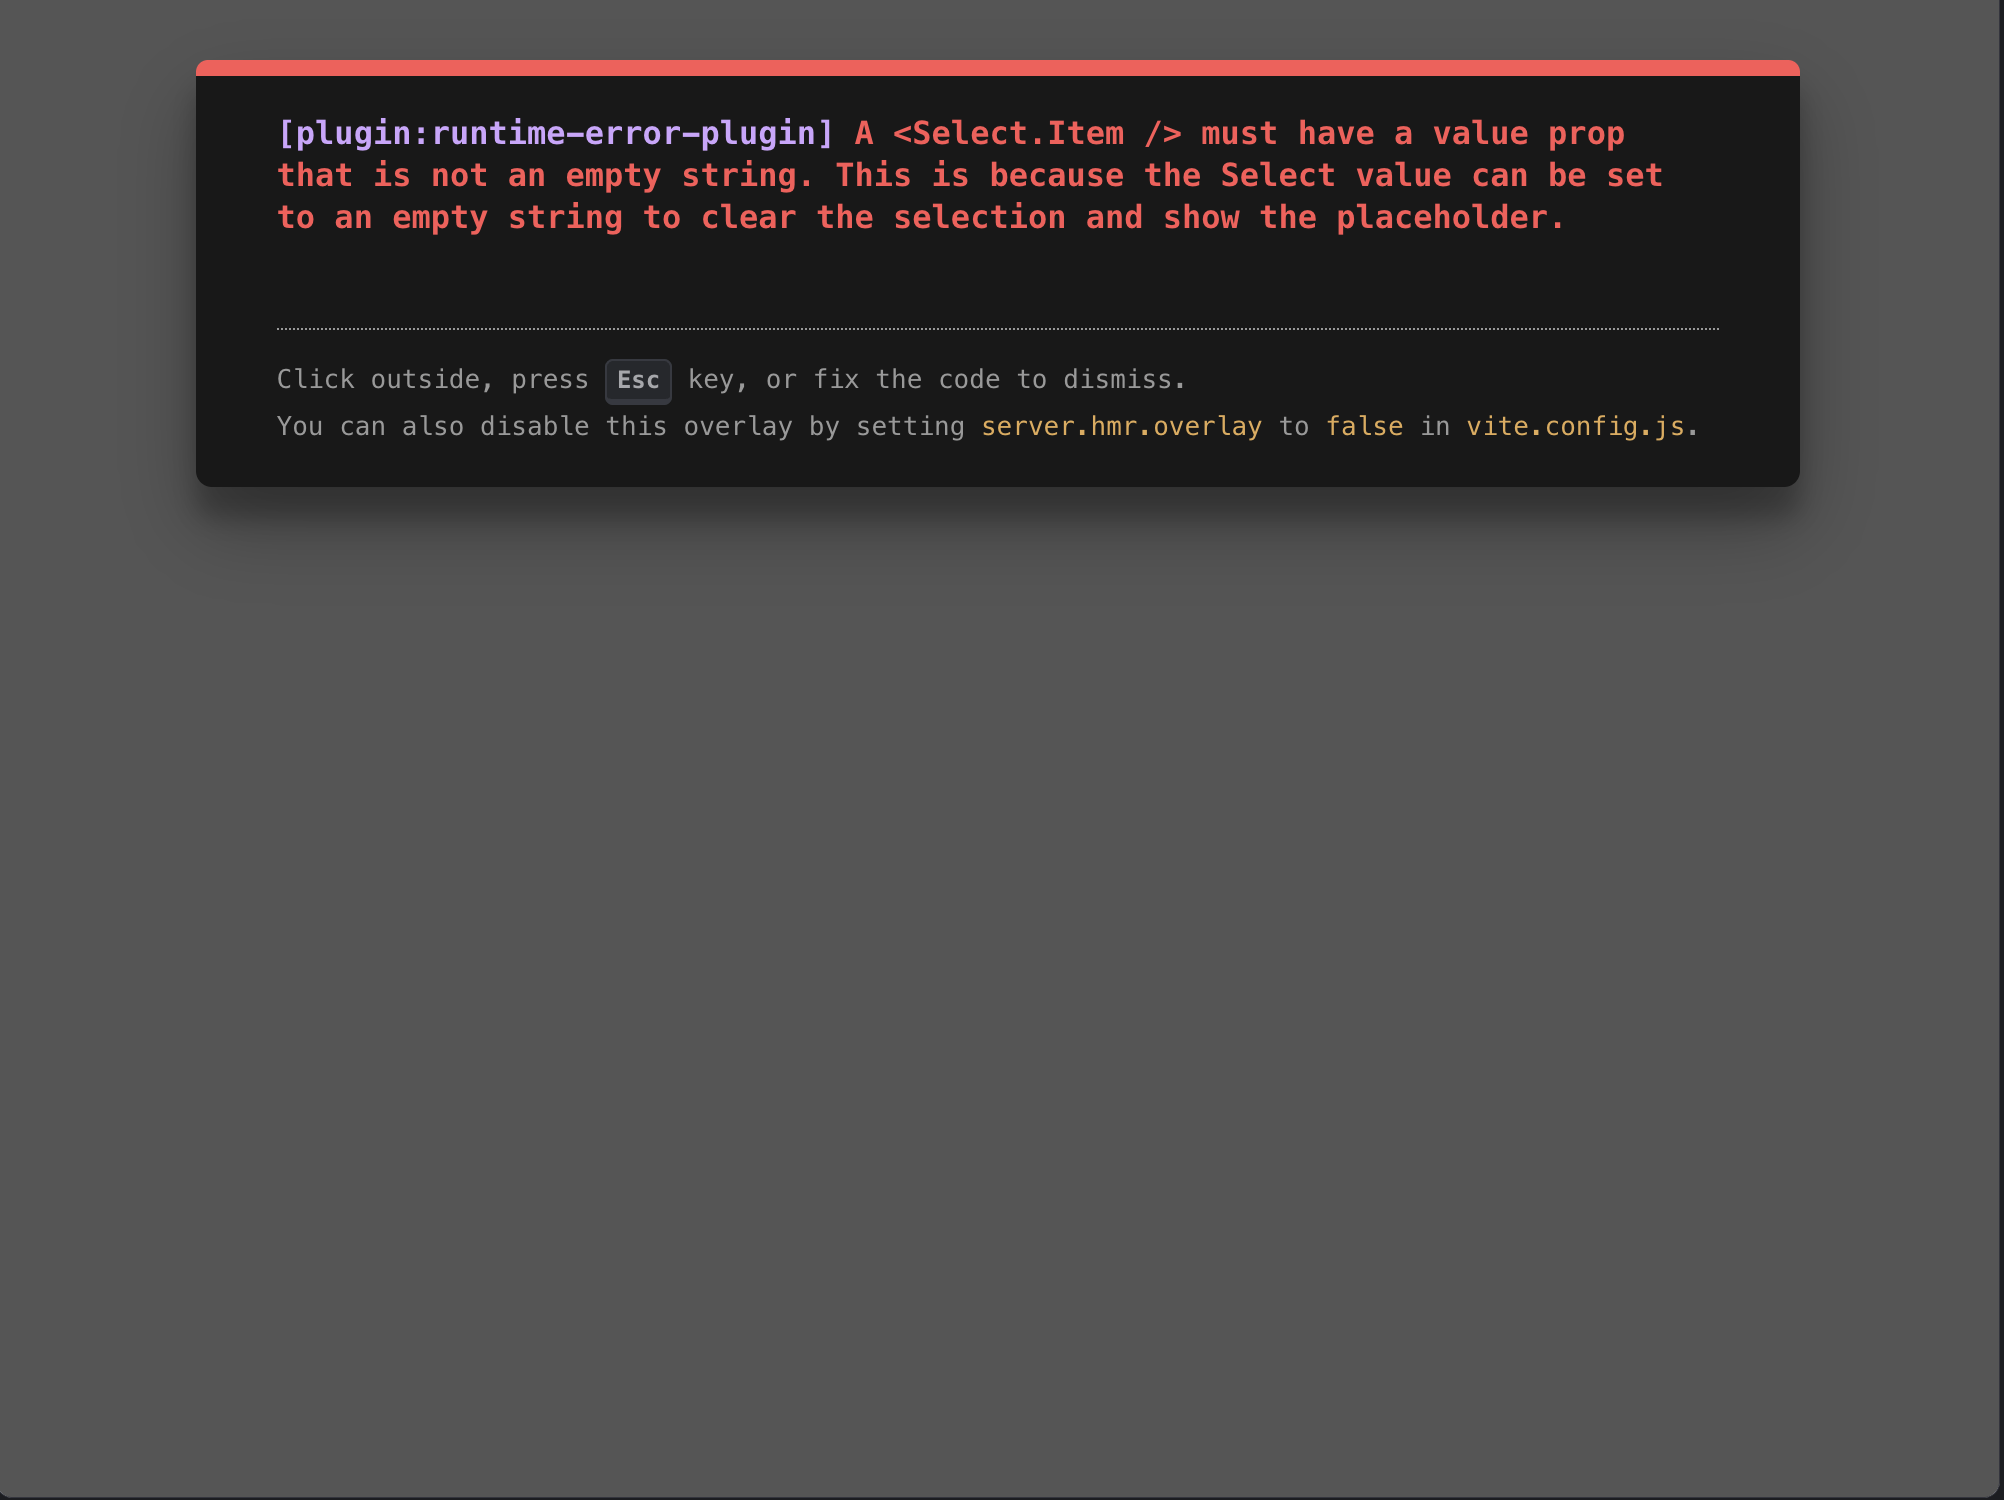 [plugin:runtime-error-plugin] A <Select.Item /> must have a value prop
that is not an empty string. This is because the Select value can be set
to an empty string to clear the selection and show the placeholder.
Click outside, press Esc key, or fix the code to dismiss.
You can also disable this overlay by setting server.hmr.overlay to false in vite.config.js.